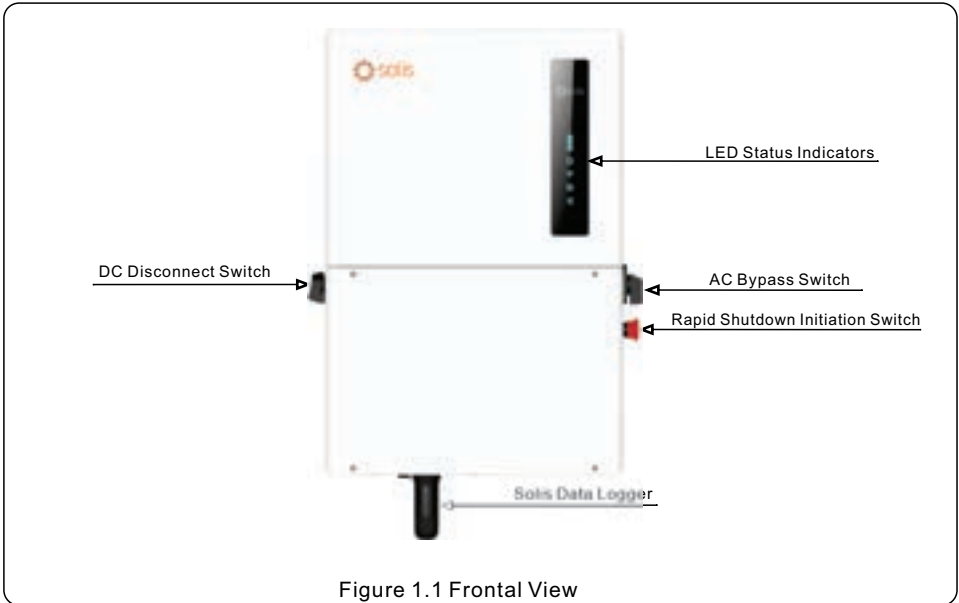 solis
LED Status Indicators
DC Disconnect Switch
AC Bypass Switch
Rapid Shutdown Initiation Switch
Solis Data Logger
Figure 1.1 Frontal View